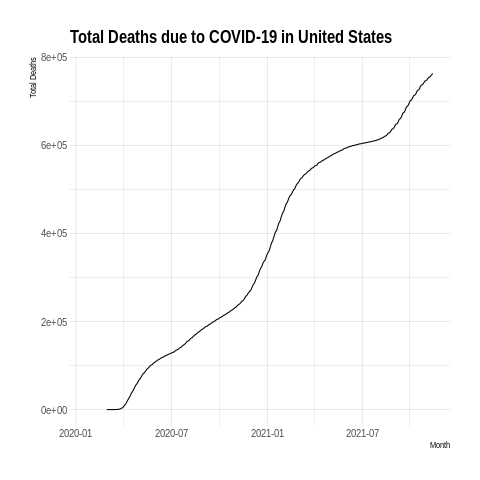 Total Deaths due to COVID-19 in United States
Total Deaths
8e+05
6e+05
4e+05
2e+05
0e+00
2020-01 2020-07 2021-01 2021-07
Month